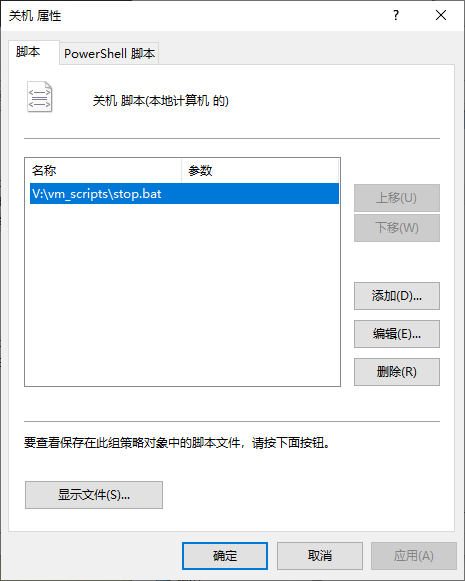 关机 属性
脚本
PowerShell 脚本
关机 脚本(本地计算机 的)
名称 参数
V:\vm_scripts\stop.bat
上移(U)
下移(W)
添加(D)...
编辑(E)...
删除(R)
要查看保存在此组策略对象中的脚本文件，请按下面按钮。
显示文件(S)...
确定 取消 应用(A)